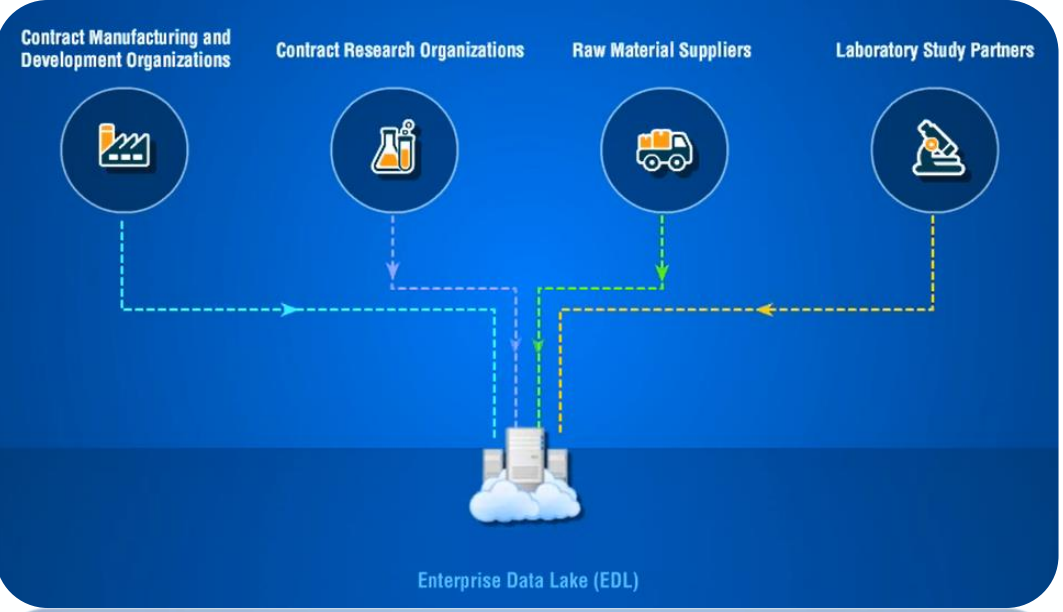 Contract Manufacturing and
Development Organizations
Contract Research Organizations
Raw Material Suppliers
Laboratory Study Partners
Enterprise Data Lake (EDL)